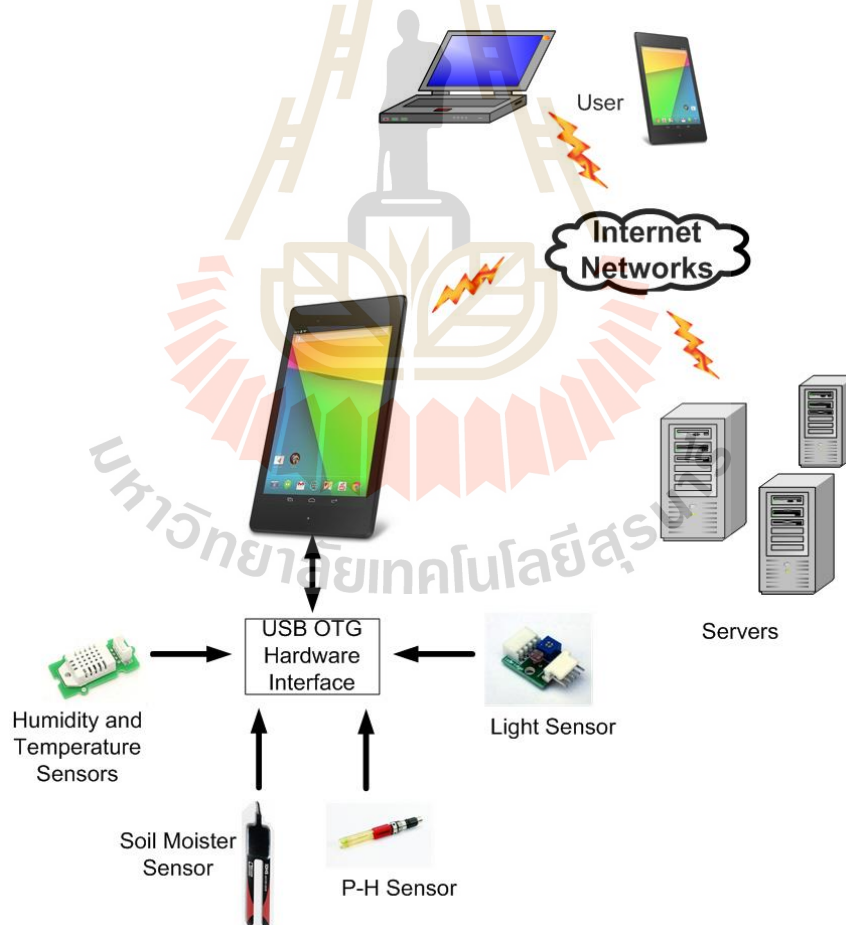 User
Internet
Networks
มหาวิทยาลัยเทคโนโลยีสุรนารี
Servers
USB OTG
Hardware
Interface
Humidity and
Temperature
Sensors
Light Sensor
Soil Moister
Sensor
P-H Sensor